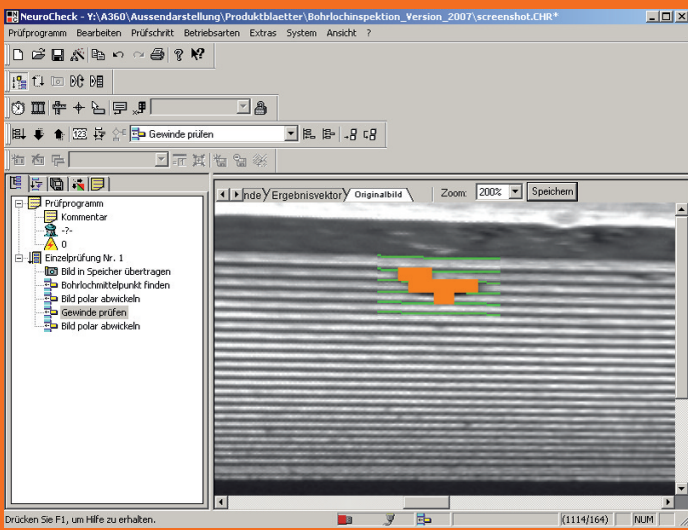 NeuroCheck - Y:\A360\Aussendarstellung\Produktblaetter\Bohrlochinspektion_Version_2007\screenshot.CHR*
Prüfprogramm Bearbeiten Prüfschritt Betriebsarten Extras System Ansicht ?
123 Gewinde prüfen
nde Ergebnisvektor Originalbild Zoom: 200% Speichern
Prüfprogramm
Kommentar
-?-
0
Einzelprüfung Nr. 1
Bild in Speicher übertragen
Bohrlochmittelpunkt finden
Bild polar abwickeln
Gewinde prüfen
Bild polar abwickeln
Drücken Sie F1, um Hilfe zu erhalten. (1114/164) NUM